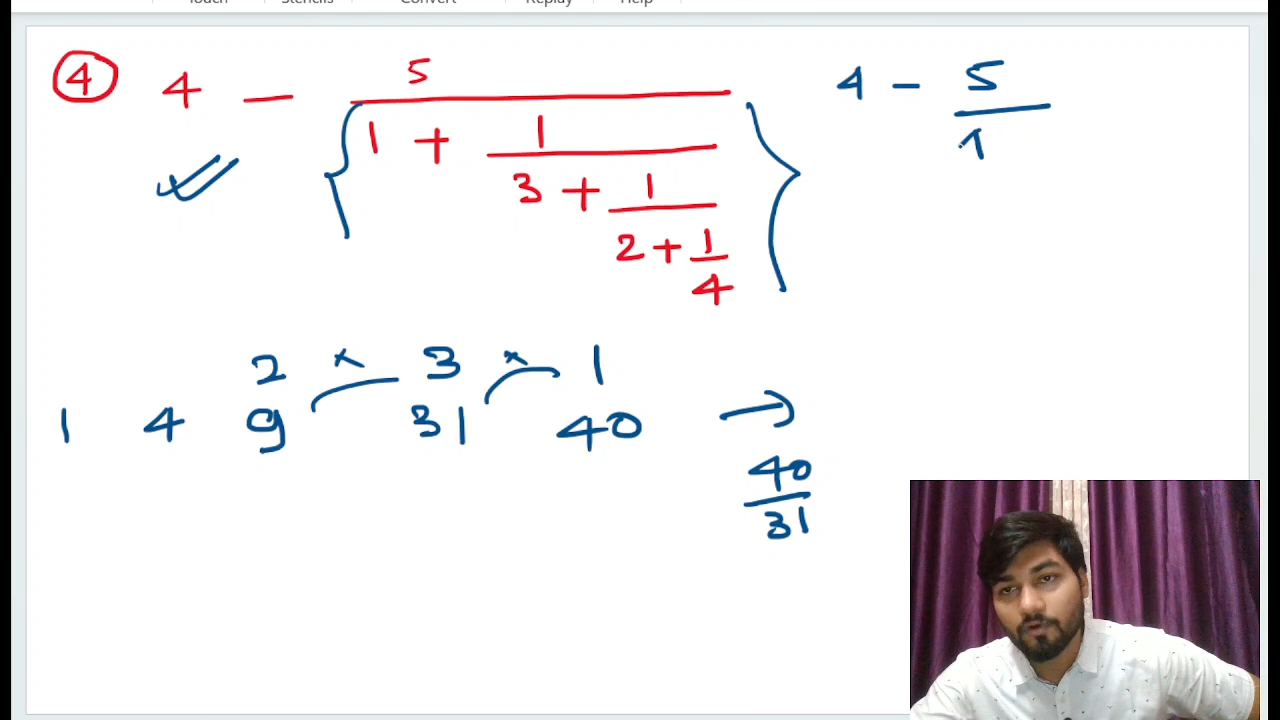 Touch Stencils Convert Replay Help
④ 4 — 5 4 - 5
1 + 1 1
3 + 1
2 + 1
4
2 × 3 × 1
1 4 9 31 40 →
40
31